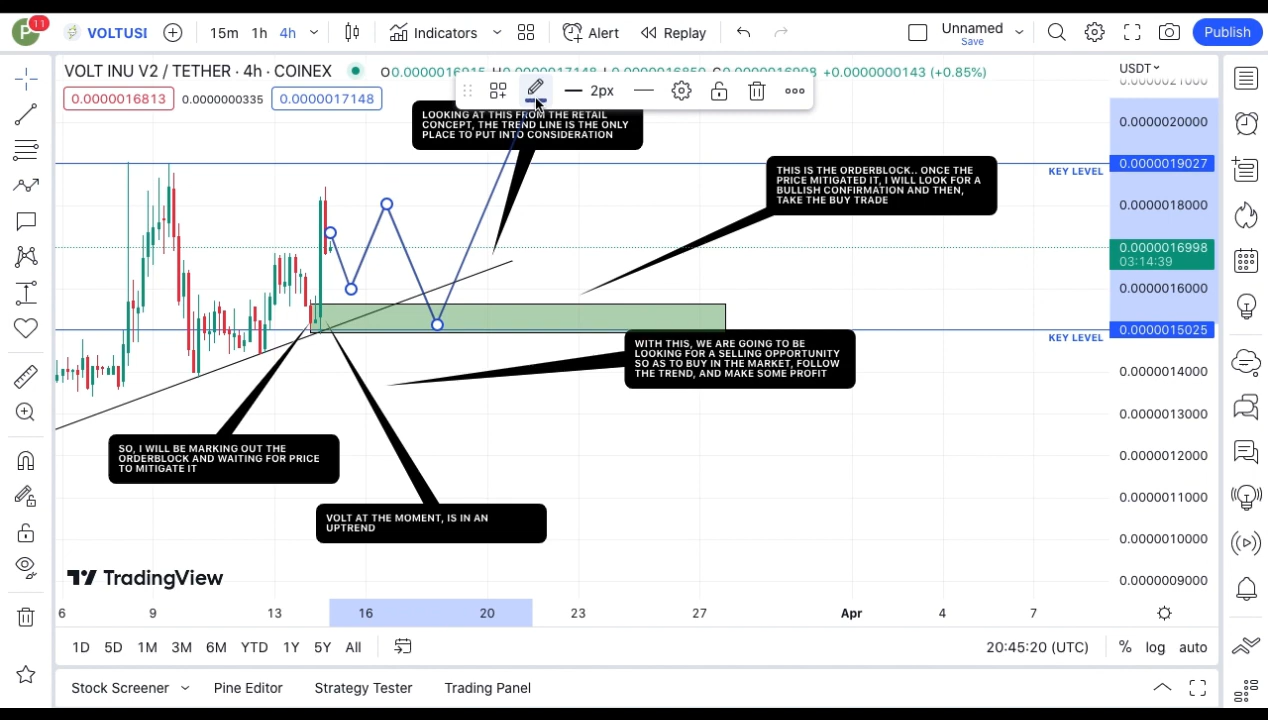 P 11 VOLTUSI 15m 1h 4h Indicators Alert Replay Unnamed Save Publish
VOLT INU V2 / TETHER · 4h · COINEX +0.0000000143 (+0.85%) USDT
0.0000016813 0.0000000335 0.0000017148 2px
LOOKING AT THIS FROM THE RETAIL
CONCEPT, THE TREND LINE IS THE ONLY
PLACE TO PUT INTO CONSIDERATION
THIS IS THE ORDERBLOCK.. ONCE THE
PRICE MITIGATED IT, I WILL LOOK FOR A
BULLISH CONFIRMATION AND THEN,
TAKE THE BUY TRADE
KEY LEVEL
WITH THIS, WE ARE GOING TO BE
LOOKING FOR A SELLING OPPORTUNITY
SO AS TO BUY IN THE MARKET, FOLLOW
THE TREND, AND MAKE SOME PROFIT
KEY LEVEL
SO, I WILL BE MARKING OUT THE
ORDERBLOCK AND WAITING FOR PRICE
TO MITIGATE IT
VOLT AT THE MOMENT, IS IN AN
UPTREND
0.0000020000
0.0000019027
0.0000018000
0.0000016998
03:14:39
0.0000016000
0.0000015025
0.0000014000
0.0000013000
0.0000012000
0.0000011000
0.0000010000
0.0000009000
TradingView
6 9 13 16 20 23 27 Apr 4 7
1D 5D 1M 3M 6M YTD 1Y 5Y All 20:45:20 (UTC) % log auto
Stock Screener Pine Editor Strategy Tester Trading Panel